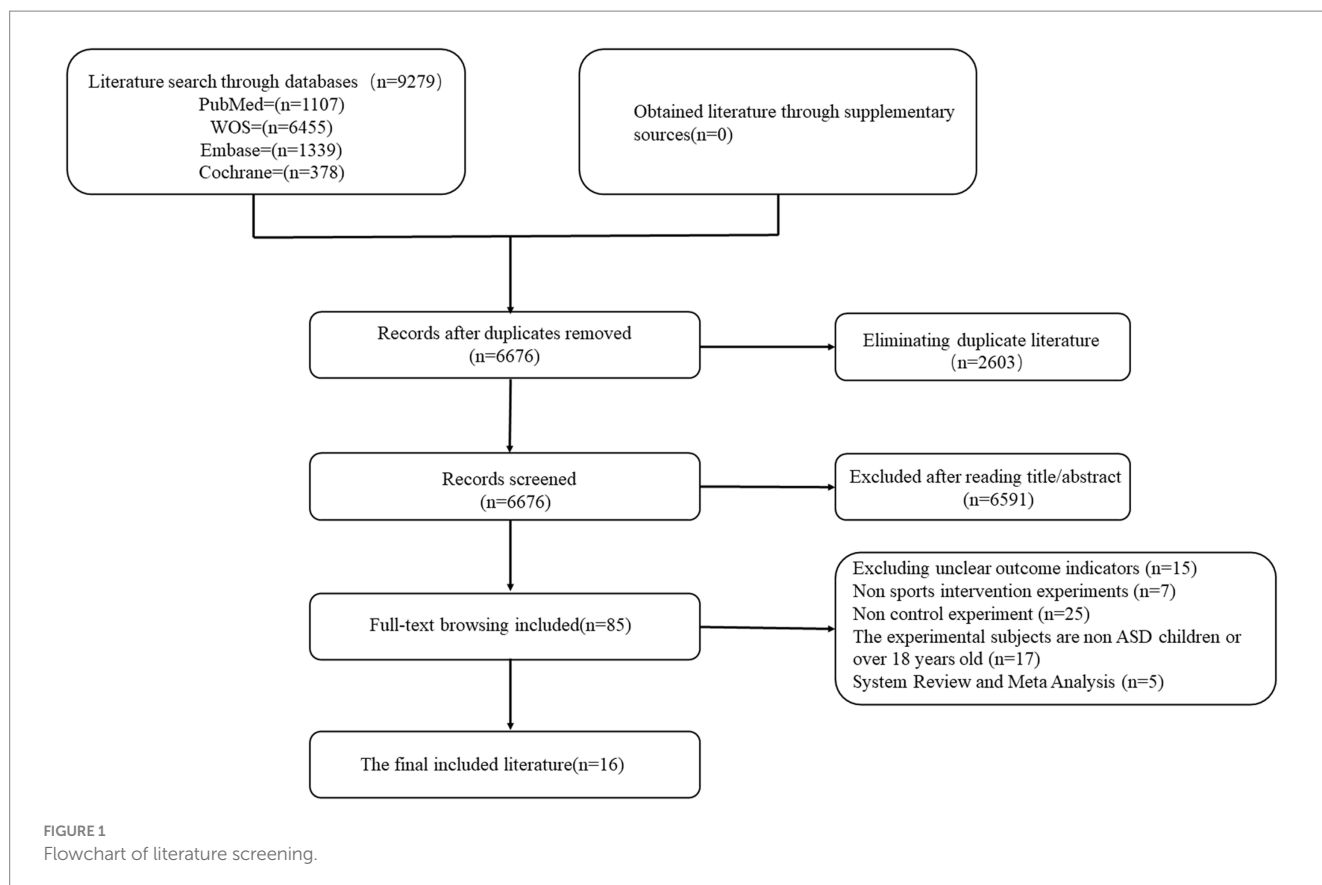 Literature search through databases （n=9279)
PubMed=(n=1107)
WOS=(n=6455)
Embase=(n=1339)
Cochrane=(n=378)
Obtained literature through supplementary
sources(n=0)
Records after duplicates removed
(n=6676)
Eliminating duplicate literature
(n=2603）
Records screened
(n=6676)
Excluded after reading title/abstract
(n=6591)
Full-text browsing included(n=85)
Excluding unclear outcome indicators (n=15)
Non sports intervention experiments (n=7)
Non control experiment (n=25)
The experimental subjects are non ASD children or
over 18 years old (n=17)
System Review and Meta Analysis (n=5)
The final included literature(n=16)
FIGURE 1
Flowchart of literature screening.